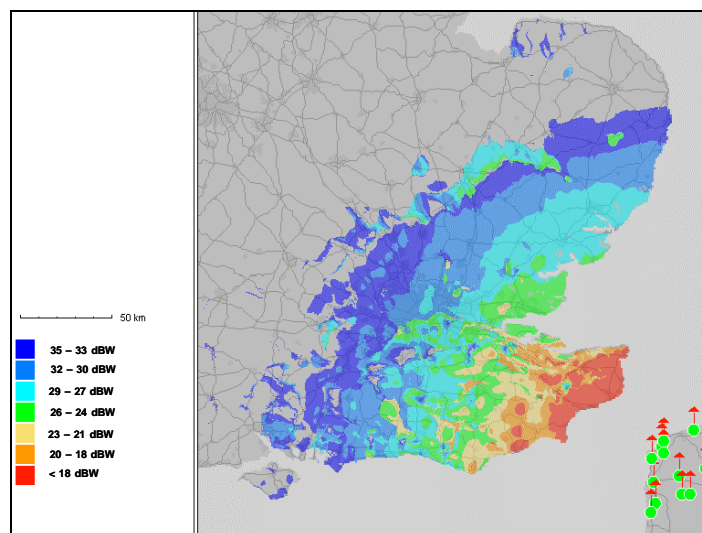 50 km
35 – 33 dBW
32 – 30 dBW
29 – 27 dBW
26 – 24 dBW
23 – 21 dBW
20 – 18 dBW
< 18 dBW